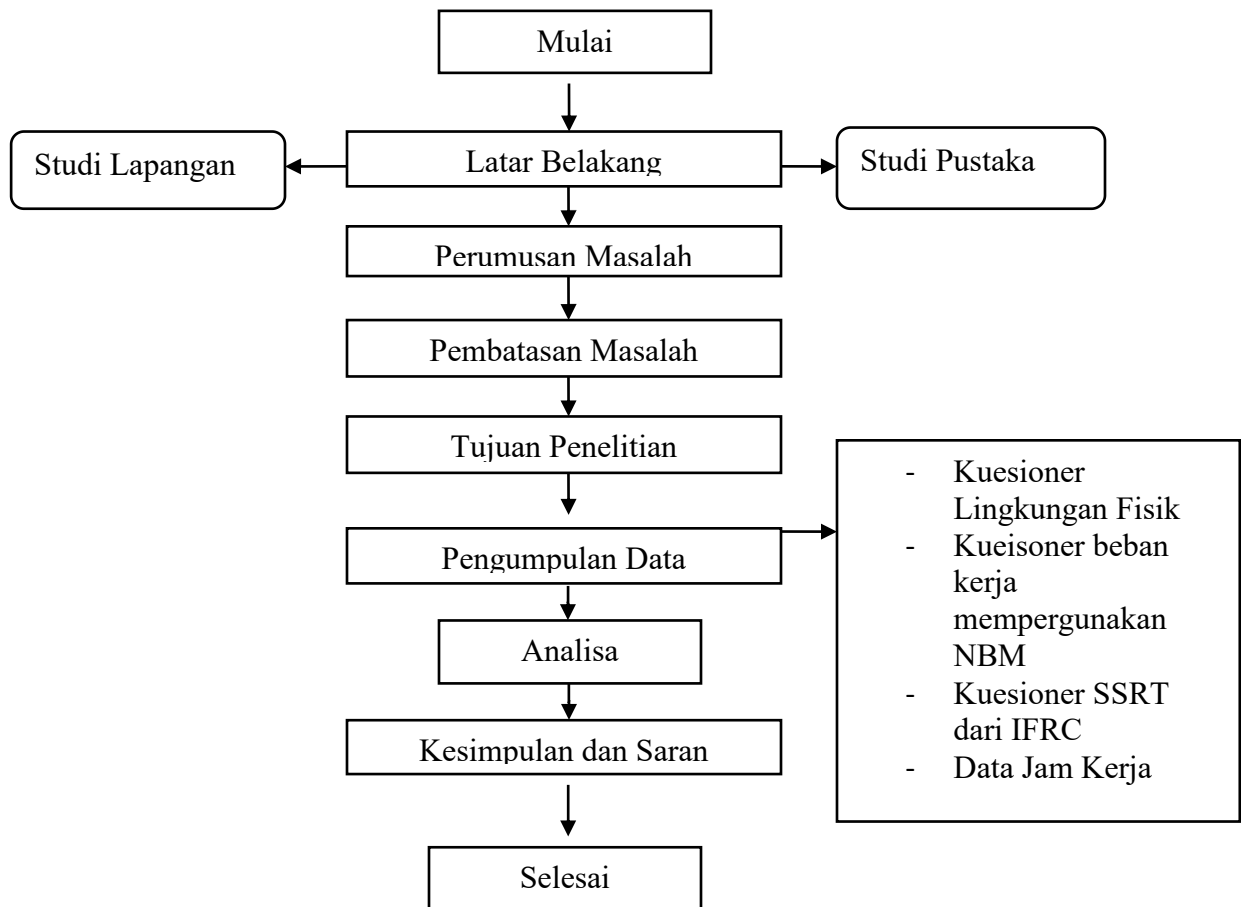 Mulai
Studi Lapangan
Latar Belakang
Studi Pustaka
Perumusan Masalah
Pembatasan Masalah
Tujuan Penelitian
Pengumpulan Data
- Kuesioner
Lingkungan Fisik
- Kueisoner beban
kerja
mempergunakan
NBM
- Kuesioner SSRT
dari IFRC
- Data Jam Kerja
Analisa
Kesimpulan dan Saran
Selesai